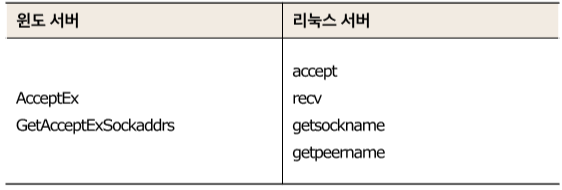 윈도 서버
리눅스 서버
AcceptEx
GetAcceptExSockaddrs
accept
recv
getsockname
getpeername